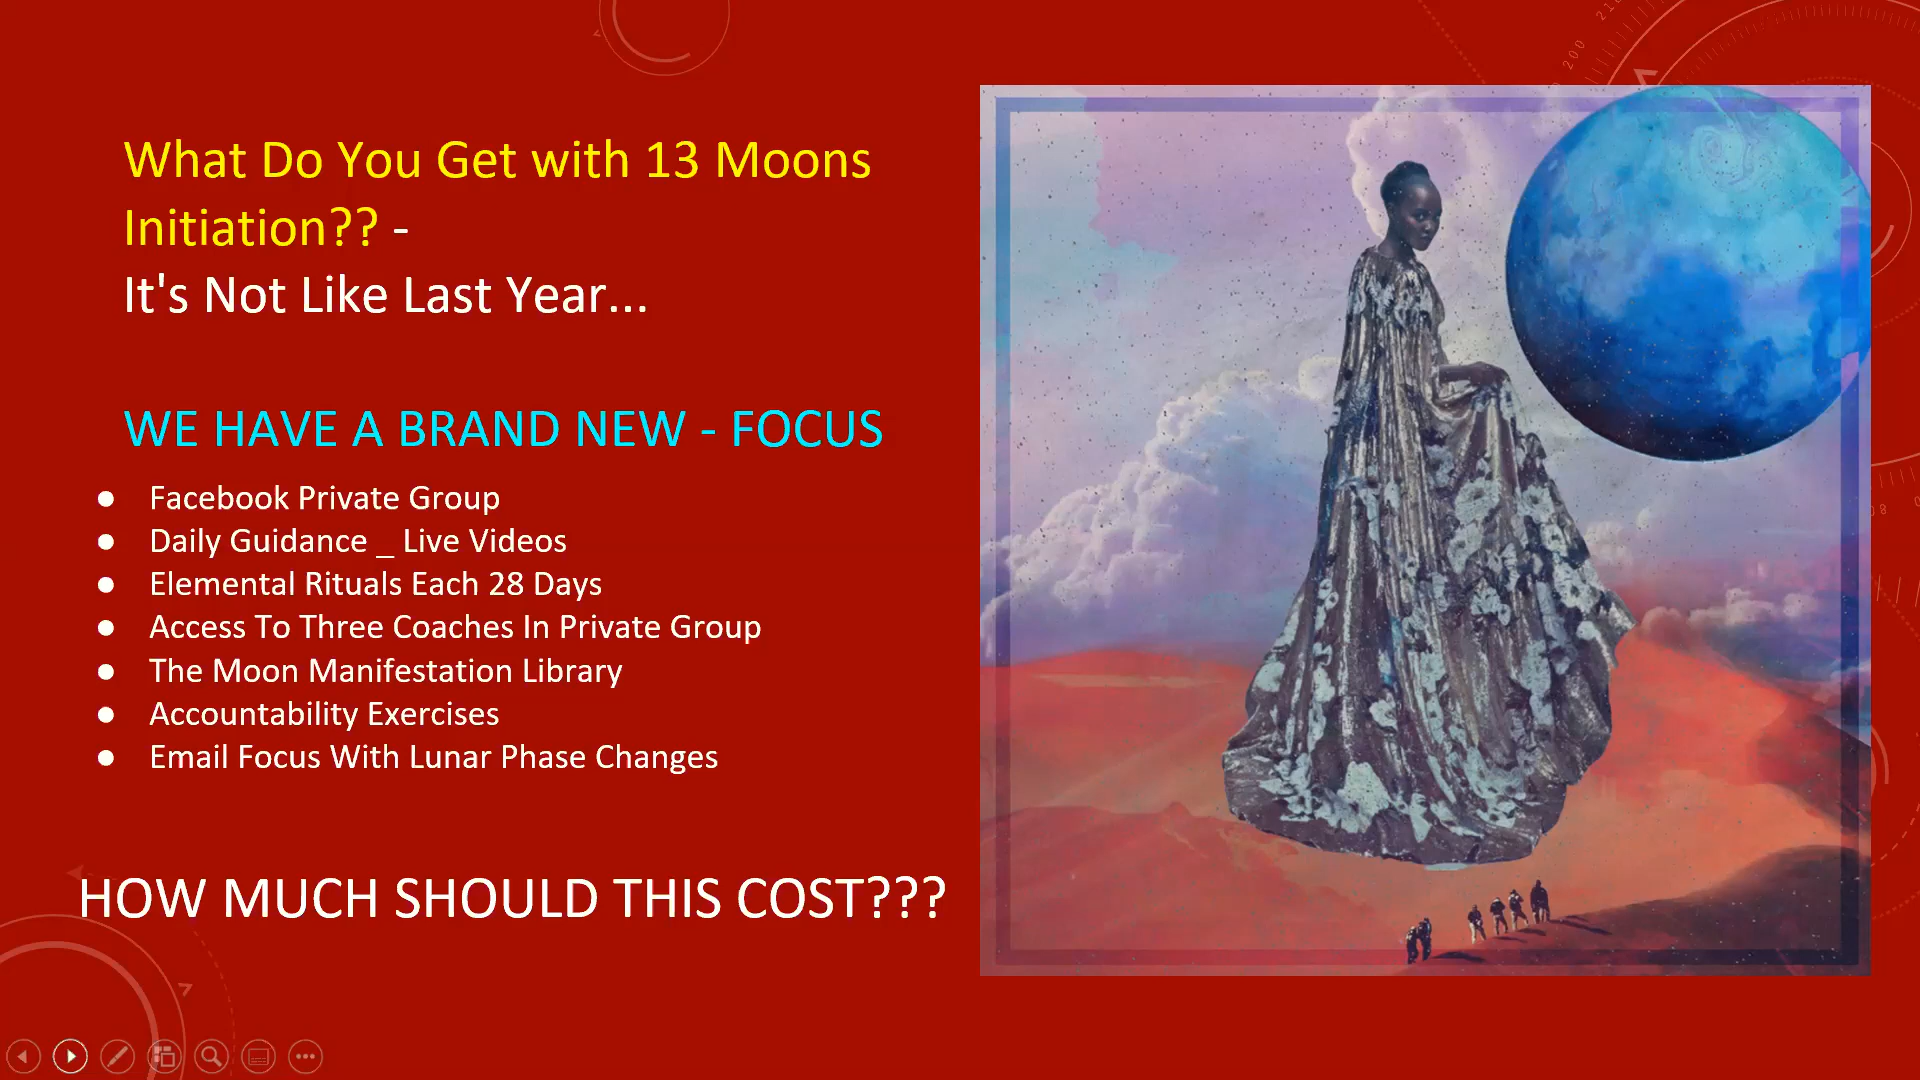 What Do You Get with 13 Moons
Initiation?? -
It's Not Like Last Year...
WE HAVE A BRAND NEW - FOCUS
● Facebook Private Group
● Daily Guidance _ Live Videos
● Elemental Rituals Each 28 Days
● Access To Three Coaches In Private Group
● The Moon Manifestation Library
● Accountability Exercises
● Email Focus With Lunar Phase Changes
HOW MUCH SHOULD THIS COST???
200